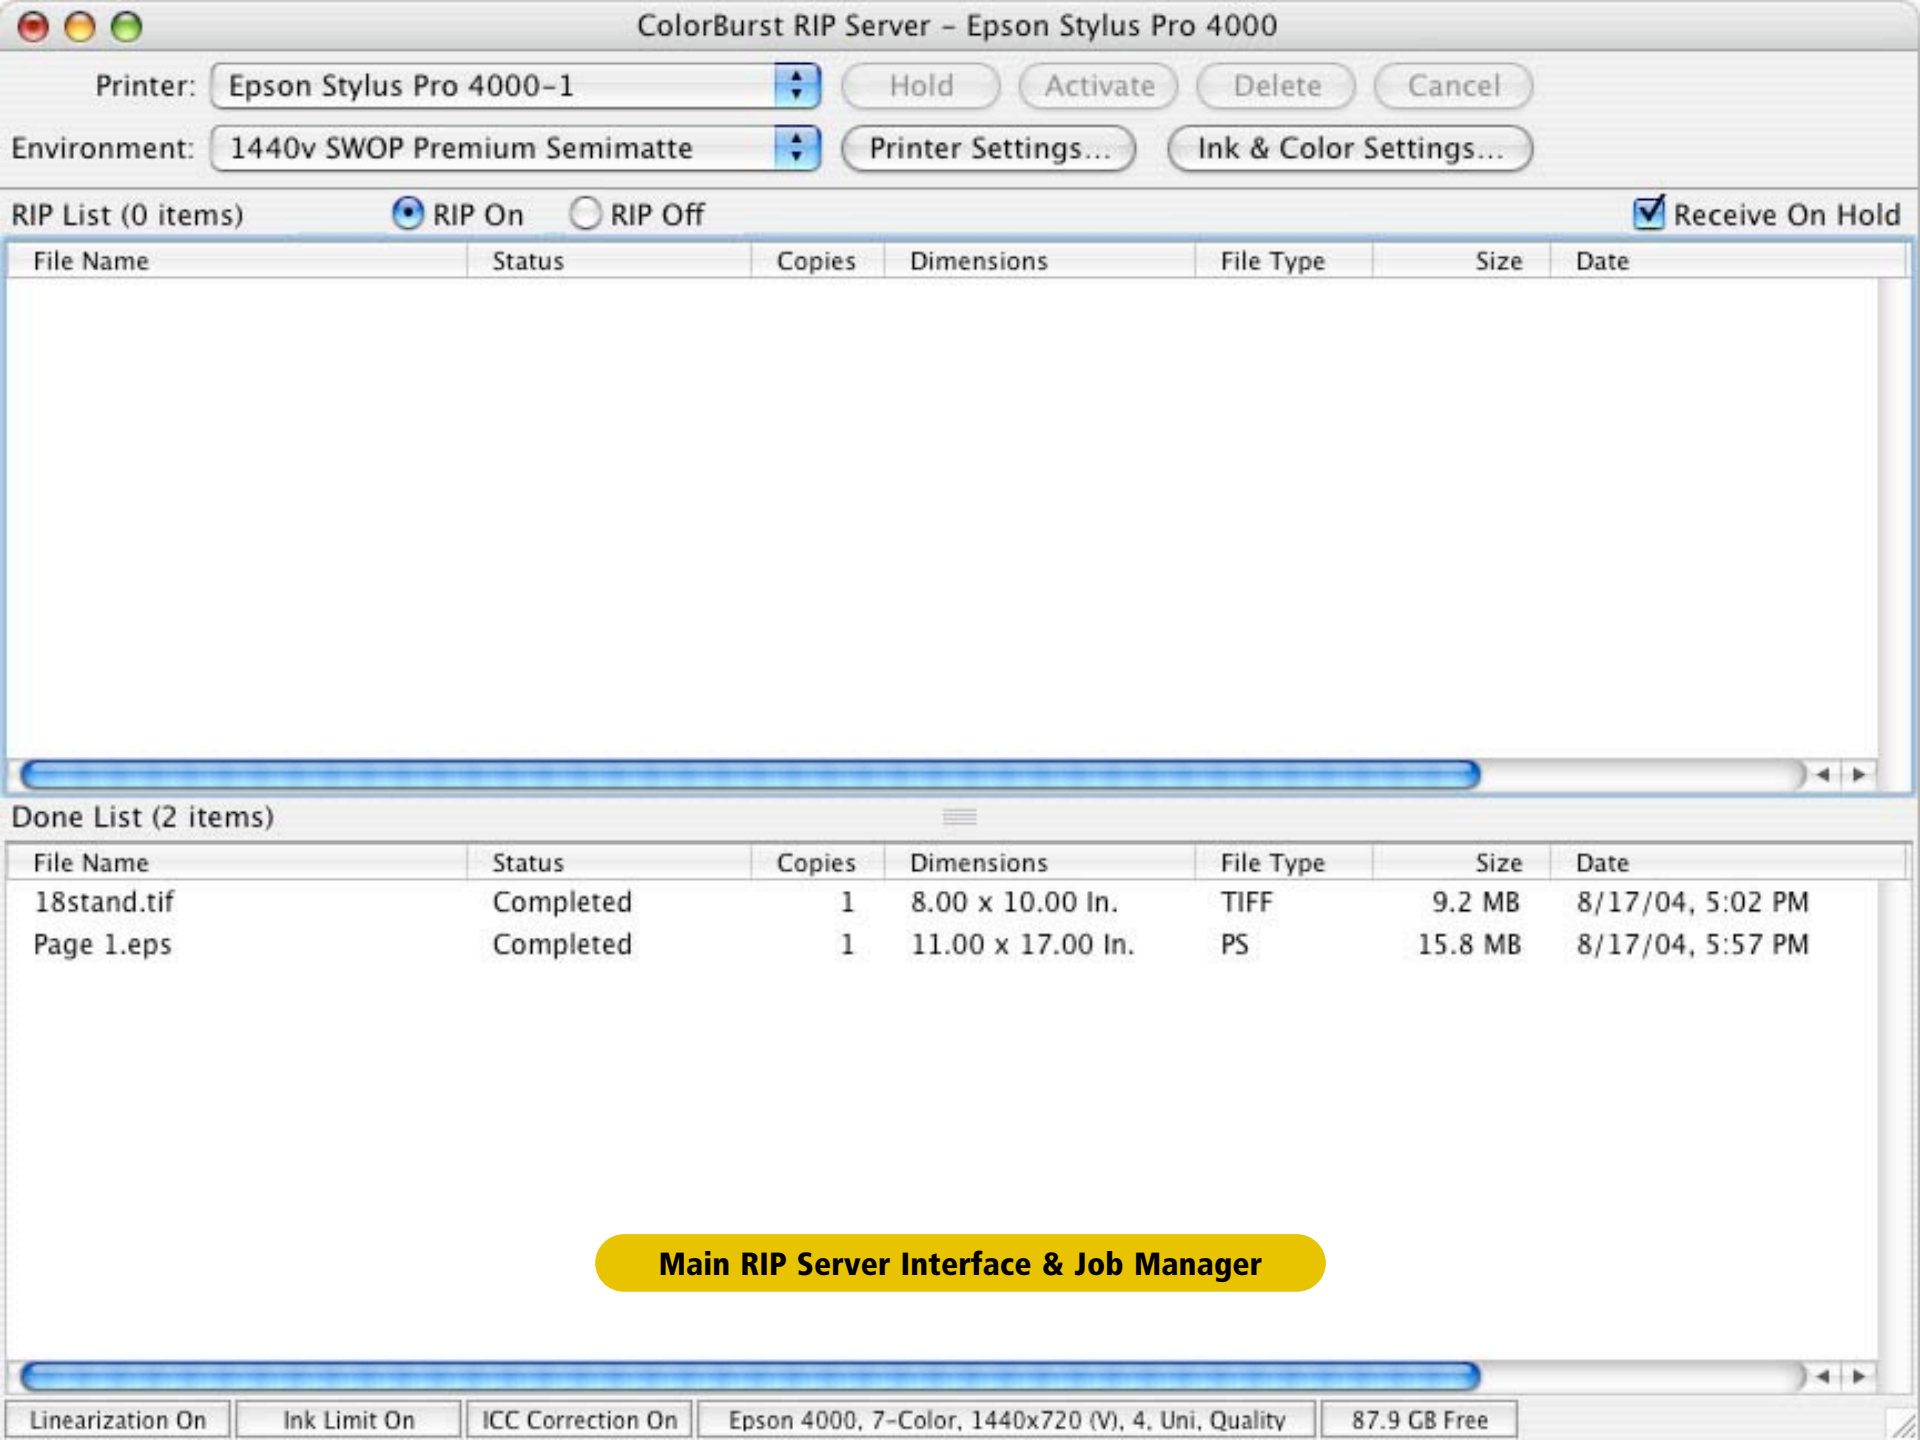 ColorBurst RIP Server – Epson Stylus Pro 4000
Printer: Epson Stylus Pro 4000–1 Hold Activate Delete Cancel
Environment: 1440v SWOP Premium Semimatte Printer Settings... Ink & Color Settings...
RIP List (0 items) RIP On RIP Off Receive On Hold
File Name Status Copies Dimensions File Type Size Date
Done List (2 items)
File Name Status Copies Dimensions File Type Size Date
18stand.tif Completed 1 8.00 x 10.00 In. TIFF 9.2 MB 8/17/04, 5:02 PM
Page 1.eps Completed 1 11.00 x 17.00 In. PS 15.8 MB 8/17/04, 5:57 PM
Main RIP Server Interface & Job Manager
Linearization On Ink Limit On ICC Correction On Epson 4000, 7–Color, 1440x720 (V), 4, Uni, Quality 87.9 GB Free